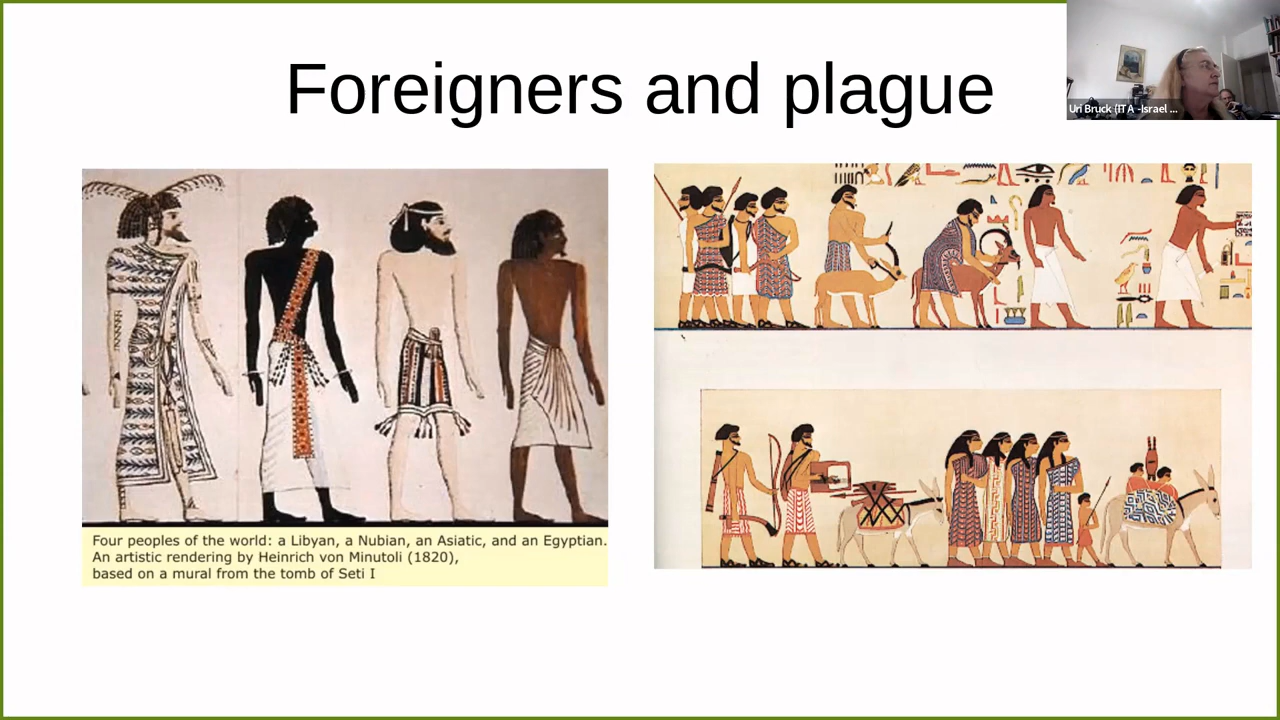 Foreigners and plague
Uri Bruck (ITA -Israel ...
Four peoples of the world: a Libyan, a Nubian, an Asiatic, and an Egyptian.
An artistic rendering by Heinrich von Minutoli (1820),
based on a mural from the tomb of Seti I